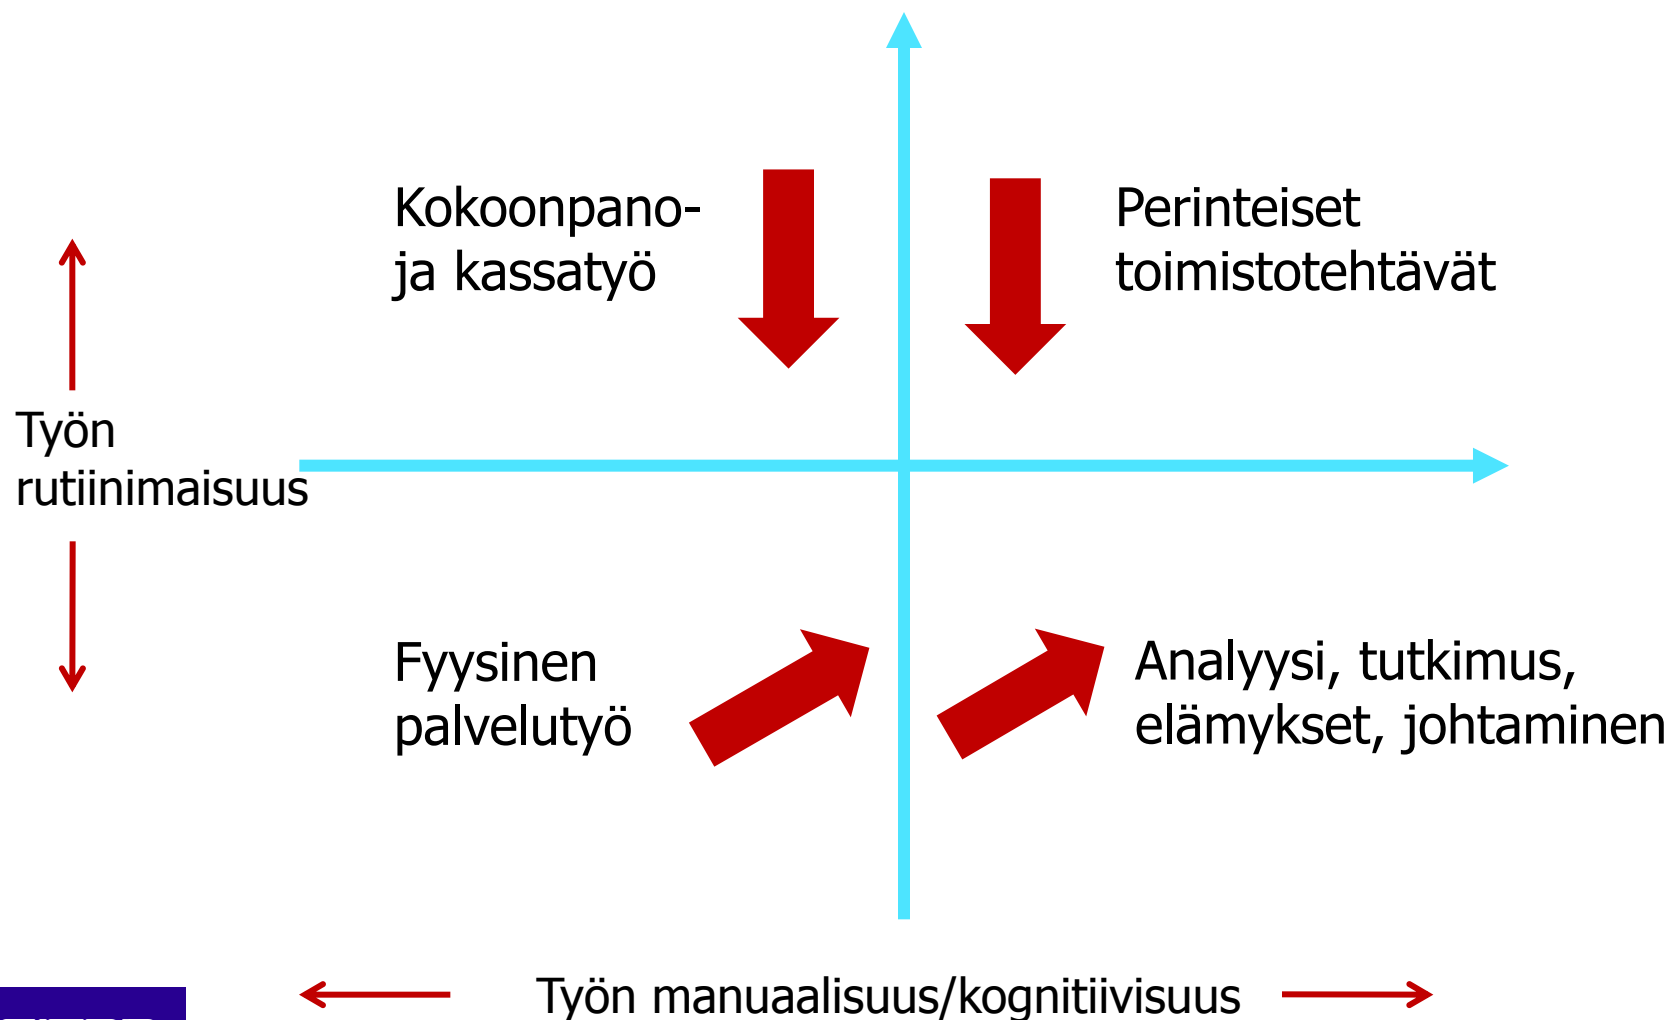 Kokoonpano-
ja kassatyö
Perinteiset
toimistotehtävät
Työn
rutiinimaisuus
Fyysinen
palvelutyö
Analyysi, tutkimus,
elämykset, johtaminen
Työn manuaalisuus/kognitiivisuus